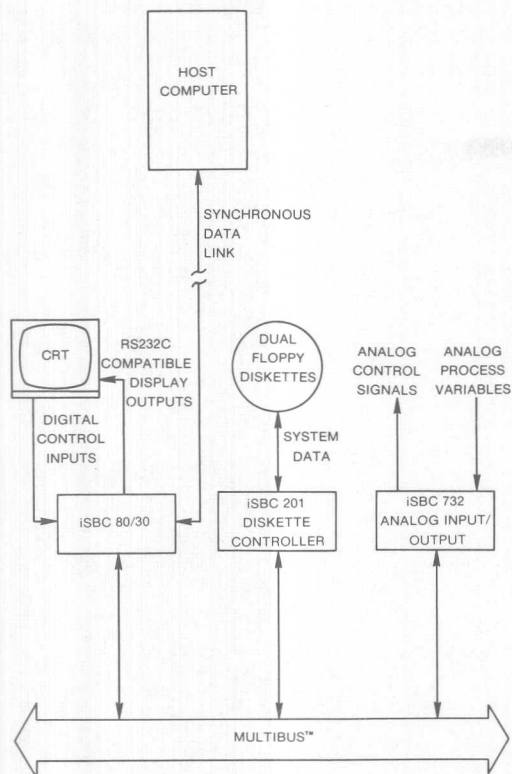 HOST
COMPUTER
SYNCHRONOUS
DATA
LINK
CRT
RS232C
COMPATIBLE
DISPLAY
OUTPUTS
DUAL
FLOPPY
DISKETTES
ANALOG
CONTROL
SIGNALS
ANALOG
PROCESS
VARIABLES
DIGITAL
CONTROL
INPUTS
SYSTEM
DATA
iSBC 80/30
iSBC 201
DISKETTE
CONTROLLER
iSBC 732
ANALOG INPUT/
OUTPUT
MULTIBUS™